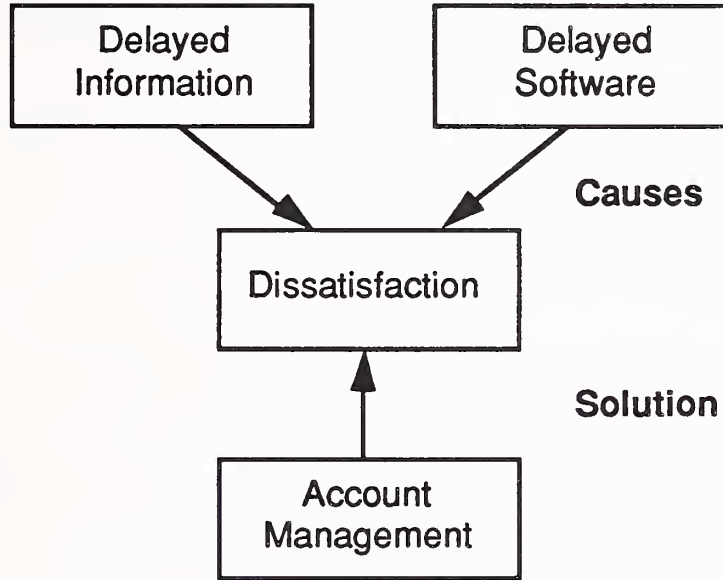 Delayed
Information
Delayed
Software
Causes
Dissatisfaction
Solution
Account
Management